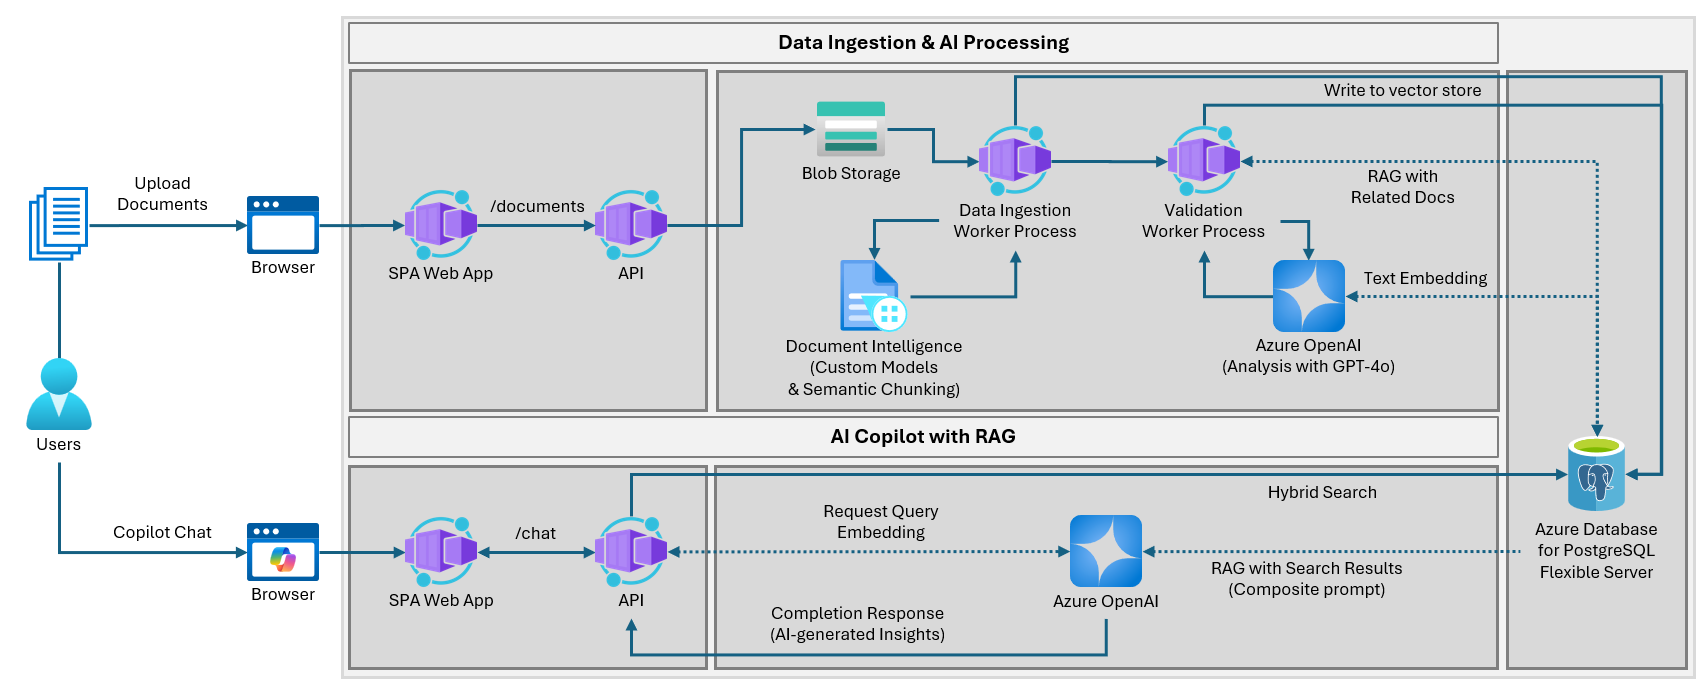 Data Ingestion & AI Processing
Write to vector store
Upload
Documents
Browser
/documents
SPA Web App
API
Blob Storage
Data Ingestion
Worker Process
Validation
Worker Process
RAG with
Related Docs
Text Embedding
Document Intelligence
(Custom Models
& Semantic Chunking)
Azure OpenAI
(Analysis with GPT-4o)
Users
AI Copilot with RAG
Copilot Chat
Browser
/chat
SPA Web App
API
Hybrid Search
Request Query
Embedding
Azure OpenAI
RAG with Search Results
(Composite prompt)
Completion Response
(AI-generated Insights)
Azure Database
for PostgreSQL
Flexible Server